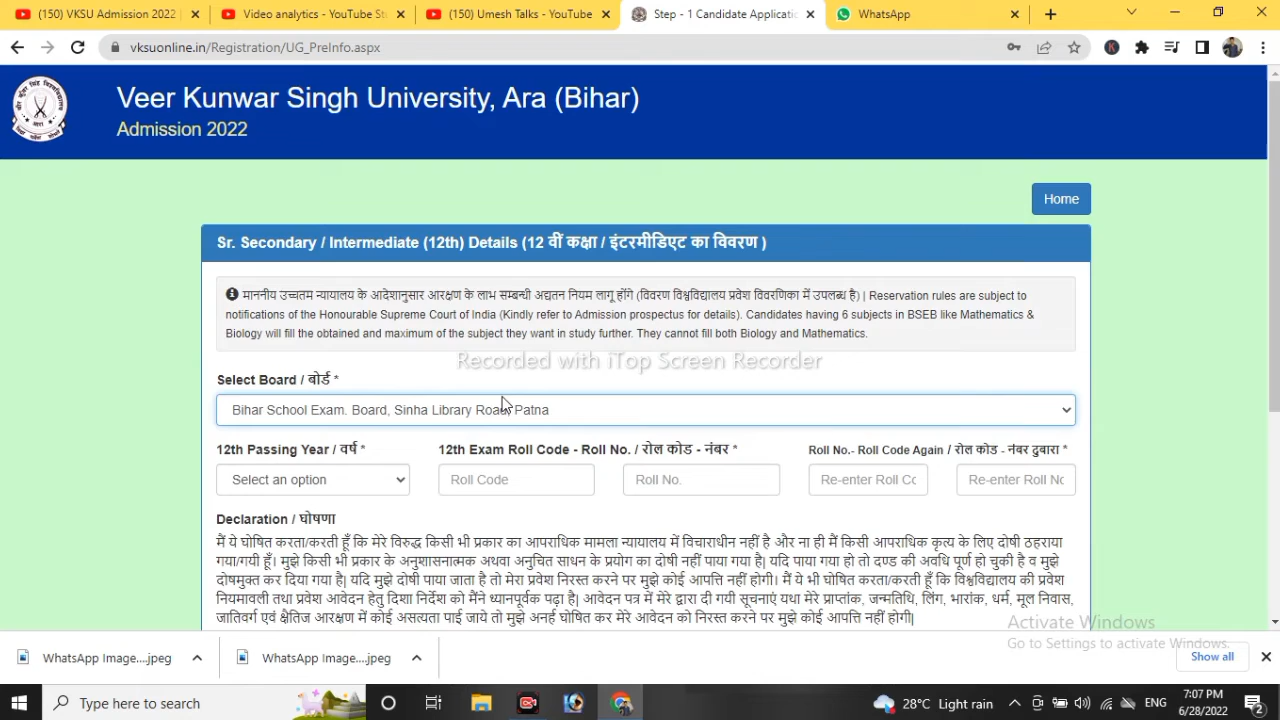 (150) VKSU Admission 2022
Video analytics - YouTube St
(150) Umesh Talks - YouTube
Step - 1 Candidate Applicati
WhatsApp
vksuonline.in/Registration/UG_PreInfo.aspx
Veer Kunwar Singh University, Ara (Bihar)
Admission 2022
Home
Sr. Secondary / Intermediate (12th) Details (12 वीं कक्षा / इंटरमीडिएट का विवरण )
माननीय उच्चतम न्यायालय के आदेशानुसार आरक्षण के लाभ सम्बन्धी अद्यतन नियम लागू होंगे (विवरण विश्वविद्यालय प्रवेश विवरणिका में उपलब्ध है) | Reservation rules are subject to
notifications of the Honourable Supreme Court of India (Kindly refer to Admission prospectus for details). Candidates having 6 subjects in BSEB like Mathematics &
Biology will fill the obtained and maximum of the subject they want in study further. They cannot fill both Biology and Mathematics.
Recorded with iTop Screen Recorder
Select Board / बोर्ड *
Bihar School Exam. Board, Sinha Library Road, Patna
12th Passing Year / वर्ष * 12th Exam Roll Code - Roll No. / रोल कोड - नंबर * Roll No.- Roll Code Again / रोल कोड - नंबर दुबारा *
Select an option Roll Code Roll No. Re-enter Roll Cc Re-enter Roll Nc
Declaration / घोषणा
मैं ये घोषित करता/करती हूँ कि मेरे विरुद्ध किसी भी प्रकार का आपराधिक मामला न्यायालय में विचाराधीन नहीं है और ना ही मैं किसी आपराधिक कृत्य के लिए दोषी ठहराया
गया/गयी हूँ। मुझे किसी भी प्रकार के अनुशासनात्मक अथवा अनुचित साधन के प्रयोग का दोषी नहीं पाया गया है| यदि पाया गया हो तो दण्ड की अवधि पूर्ण हो चुकी है व मुझे
दोषमुक्त कर दिया गया है| यदि मुझे दोषी पाया जाता है तो मेरा प्रवेश निरस्त करने पर मुझे कोई आपत्ति नहीं होगी। मैं ये भी घोषित करता/करती हूँ कि विश्वविद्यालय की प्रवेश
नियमावली तथा प्रवेश आवेदन हेतु दिशा निर्देश को मैंने ध्यानपूर्वक पढ़ा है| आवेदन पत्र में मेरे द्वारा दी गयी सूचनाएं यथा मेरे प्राप्तांक, जन्मतिथि, लिंग, भारांक, धर्म, मूल निवास,
जातिवर्ग एवं क्षैतिज आरक्षण में कोई असत्यता पाई जाये तो मुझे अनर्ह घोषित कर मेरे आवेदन को निरस्त करने पर मुझे कोई आपत्ति नहीं होगी|
Activate Windows
Go to Settings to activate Windows.
WhatsApp Image....jpeg
WhatsApp Image....jpeg
Show all
Type here to search
28°C Light rain
ENG
7:07 PM
6/28/2022
2